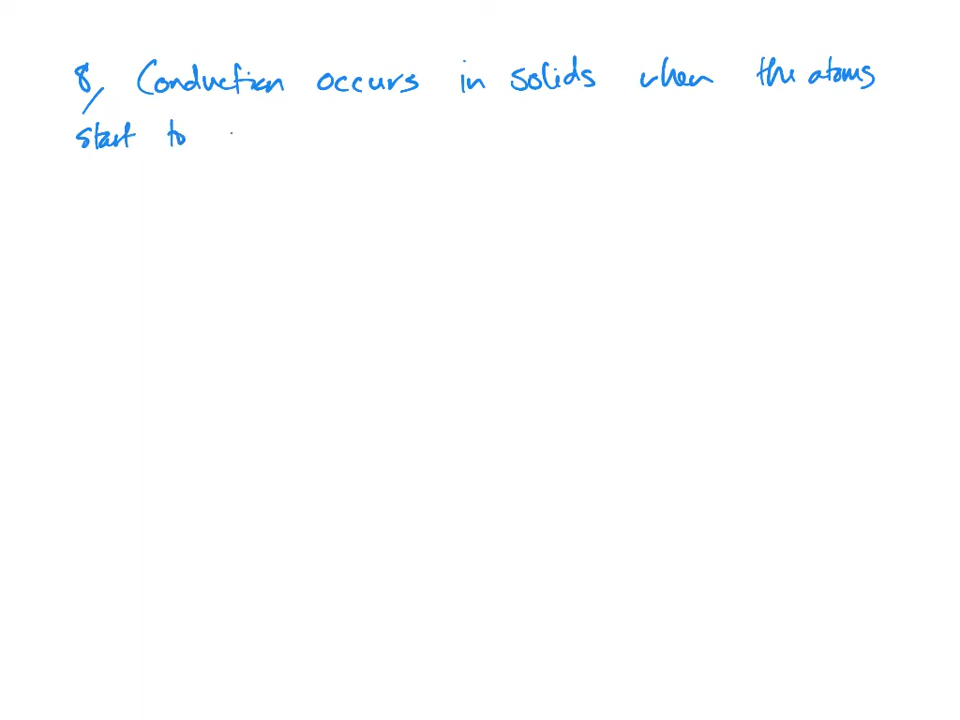 8/ Conduction occurs in solids when the atoms
start to